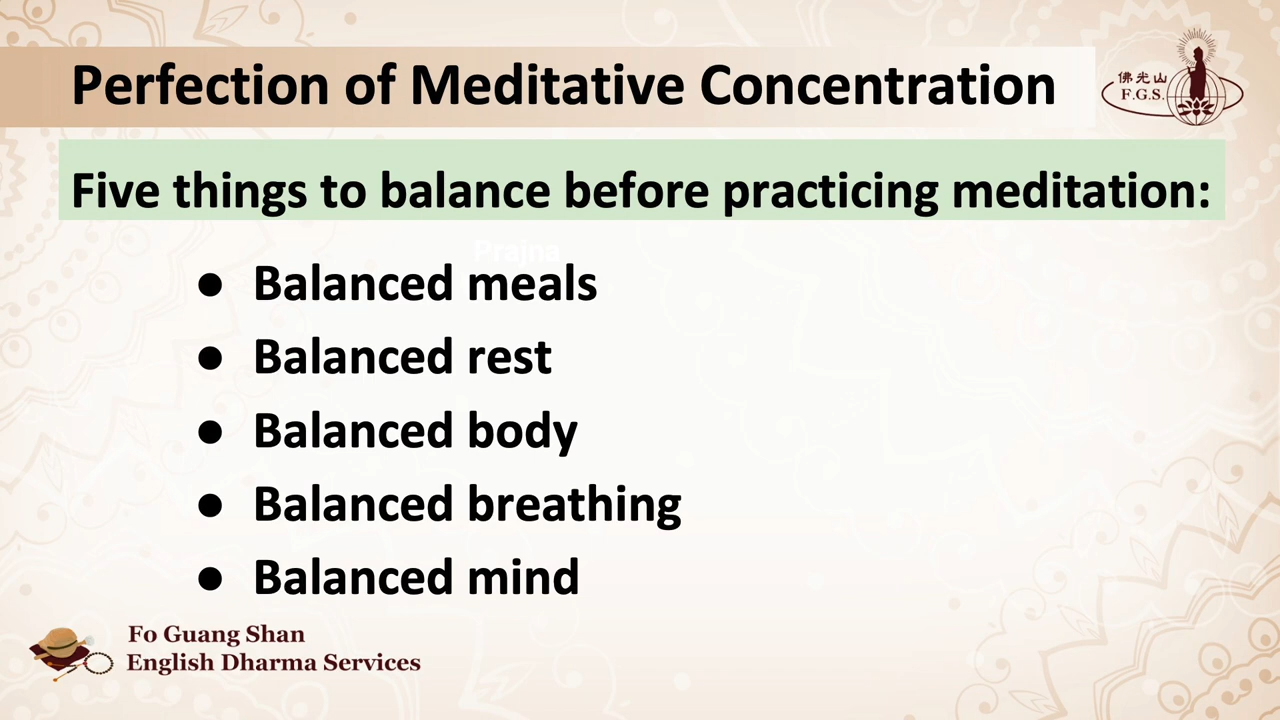 Perfection of Meditative Concentration
佛光山
F.G.S.
Five things to balance before practicing meditation:
Prajna
● Balanced meals
● Balanced rest
● Balanced body
● Balanced breathing
● Balanced mind
Fo Guang Shan
English Dharma Services